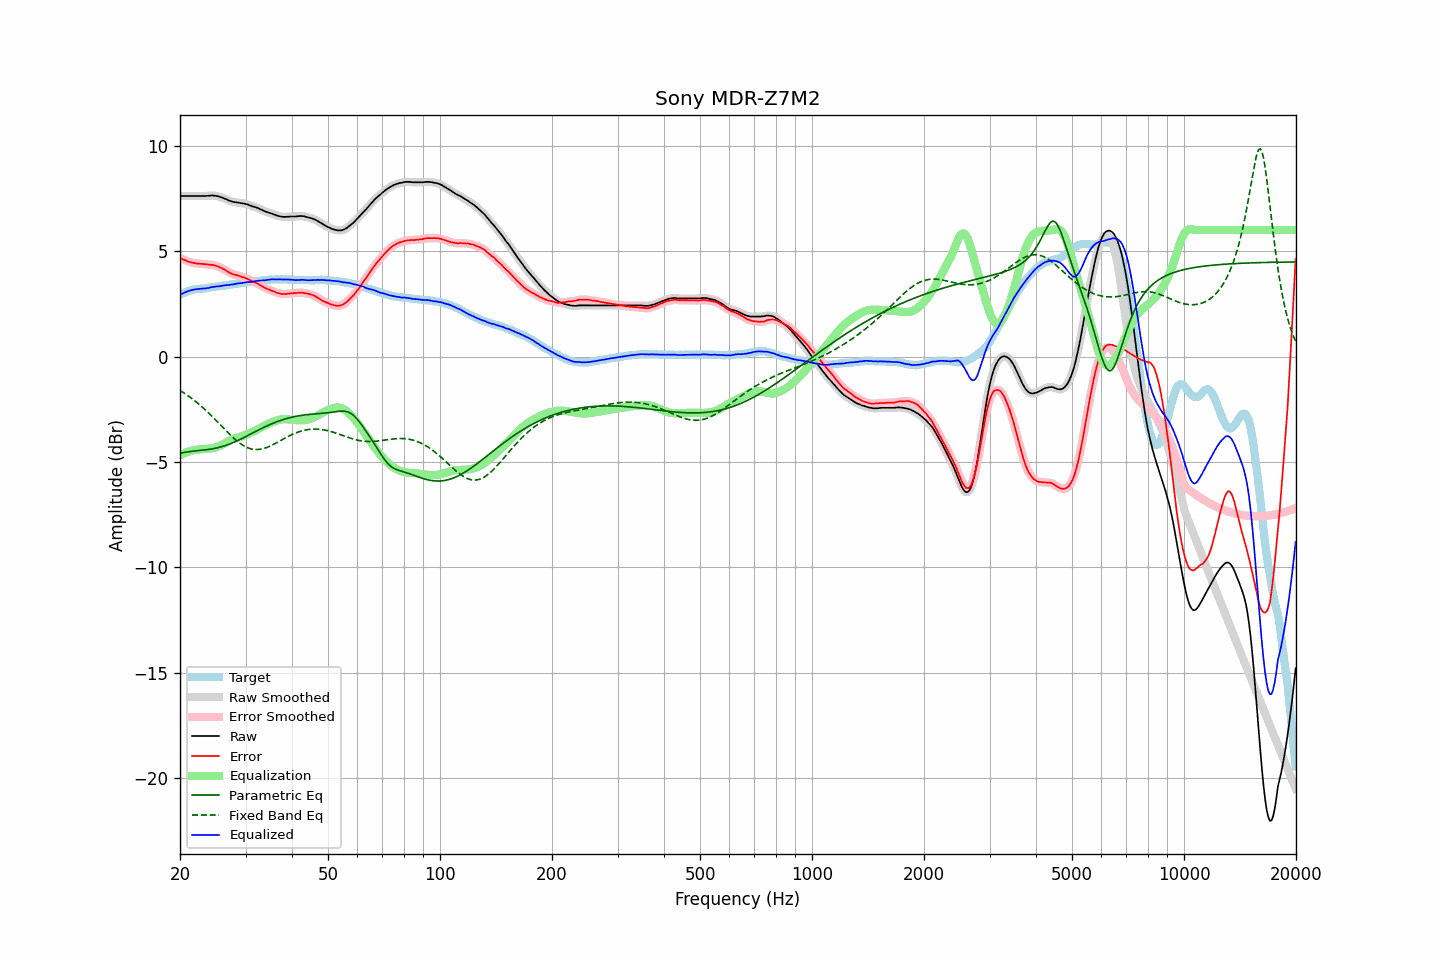 Sony MDR-Z7M2
Amplitude (dBr)
10
5
0
−5
−10
−15
−20
Target
Raw Smoothed
Error Smoothed
Raw
Error
Equalization
Parametric Eq
Fixed Band Eq
Equalized
20 50 100 200 500 1000 2000 5000 10000 20000
Frequency (Hz)